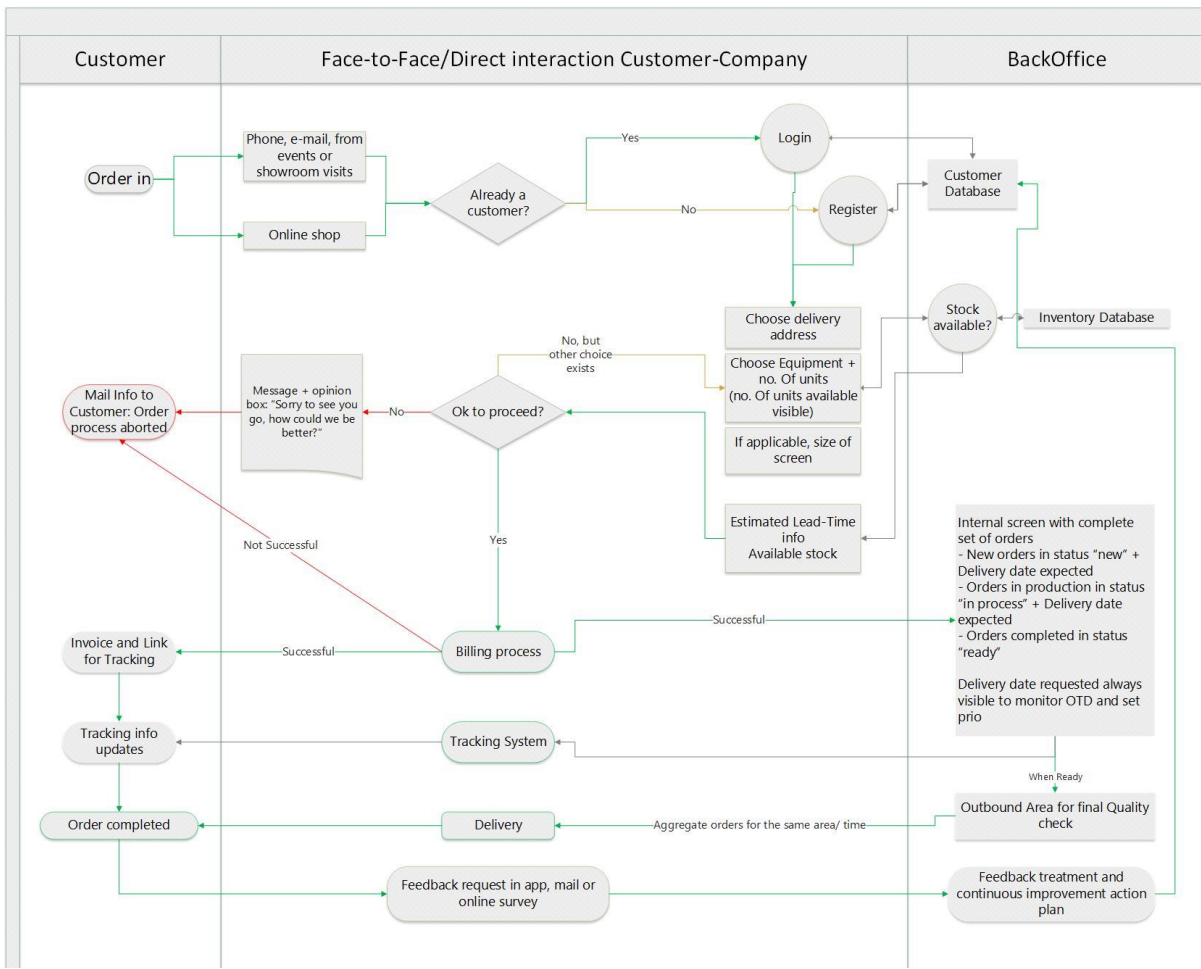 Customer
Face-to-Face/Direct interaction Customer-Company
BackOffice
Order in
Phone, e-mail, from
events or
showroom visits
Online shop
Already a
customer?
Yes
No
Login
Register
Customer
Database
Choose delivery
address
Stock
available?
Inventory Database
No, but
other choice
exists
Choose Equipment +
no. Of units
(no. Of units available
visible)
If applicable, size of
screen
Mail Info to
Customer: Order
process aborted
Message + opinion
box: “Sorry to see you
go, how could we be
better?”
No
Ok to proceed?
Estimated Lead-Time
info
Available stock
Yes
Not Successful
Internal screen with complete
set of orders
- New orders in status “new” +
Delivery date expected
- Orders in production in status
“in process” + Delivery date
expected
- Orders completed in status
“ready”
Delivery date requested always
visible to monitor OTD and set
prio
Invoice and Link
for Tracking
Successful
Billing process
Successful
Tracking info
updates
Tracking System
When Ready
Order completed
Delivery
Aggregate orders for the same area/ time
Outbound Area for final Quality
check
Feedback request in app, mail or
online survey
Feedback treatment and
continuous improvement action
plan